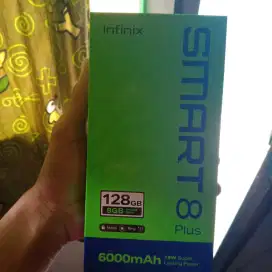 Infinix
SMART 8
Plus
128GB
8GB
6000mAh